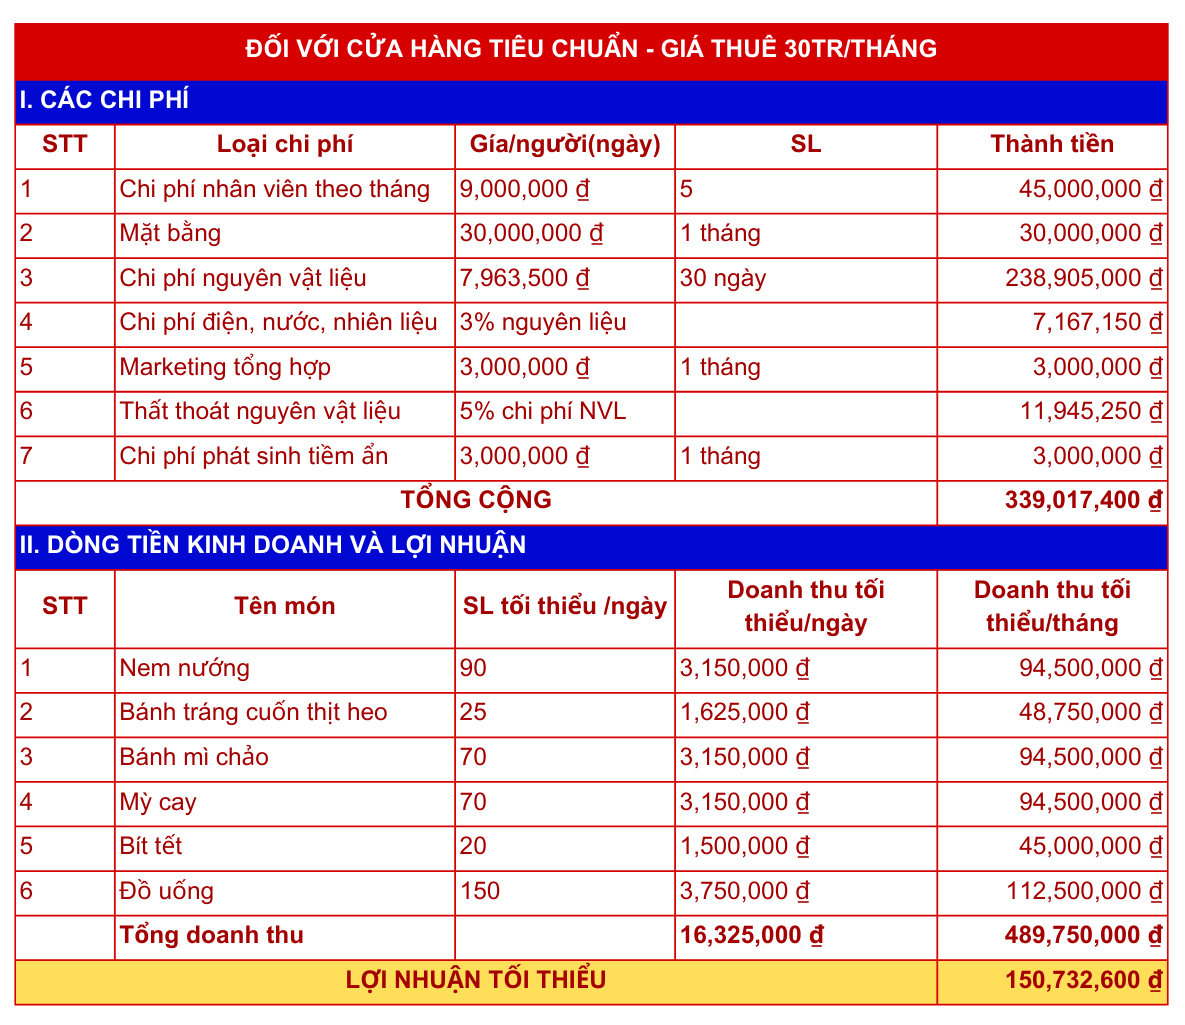 ĐỐI VỚI CỬA HÀNG TIÊU CHUẨN - GIÁ THUÊ 30TR/THÁNG
I. CÁC CHI PHÍ
STT Loại chi phí Gía/người(ngày) SL Thành tiền
1 Chi phí nhân viên theo tháng 9,000,000 ₫ 5 45,000,000 ₫
2 Mặt bằng 30,000,000 ₫ 1 tháng 30,000,000 ₫
3 Chi phí nguyên vật liệu 7,963,500 ₫ 30 ngày 238,905,000 ₫
4 Chi phí điện, nước, nhiên liệu 3% nguyên liệu 7,167,150 ₫
5 Marketing tổng hợp 3,000,000 ₫ 1 tháng 3,000,000 ₫
6 Thất thoát nguyên vật liệu 5% chi phí NVL 11,945,250 ₫
7 Chi phí phát sinh tiềm ẩn 3,000,000 ₫ 1 tháng 3,000,000 ₫
TỔNG CỘNG 339,017,400 ₫
II. DÒNG TIỀN KINH DOANH VÀ LỢI NHUẬN
STT Tên món SL tối thiểu /ngày Doanh thu tối thiểu/ngày Doanh thu tối thiểu/tháng
1 Nem nướng 90 3,150,000 ₫ 94,500,000 ₫
2 Bánh tráng cuốn thịt heo 25 1,625,000 ₫ 48,750,000 ₫
3 Bánh mì chảo 70 3,150,000 ₫ 94,500,000 ₫
4 Mỳ cay 70 3,150,000 ₫ 94,500,000 ₫
5 Bít tết 20 1,500,000 ₫ 45,000,000 ₫
6 Đồ uống 150 3,750,000 ₫ 112,500,000 ₫
Tổng doanh thu 16,325,000 ₫ 489,750,000 ₫
LỢI NHUẬN TỐI THIỂU 150,732,600 ₫